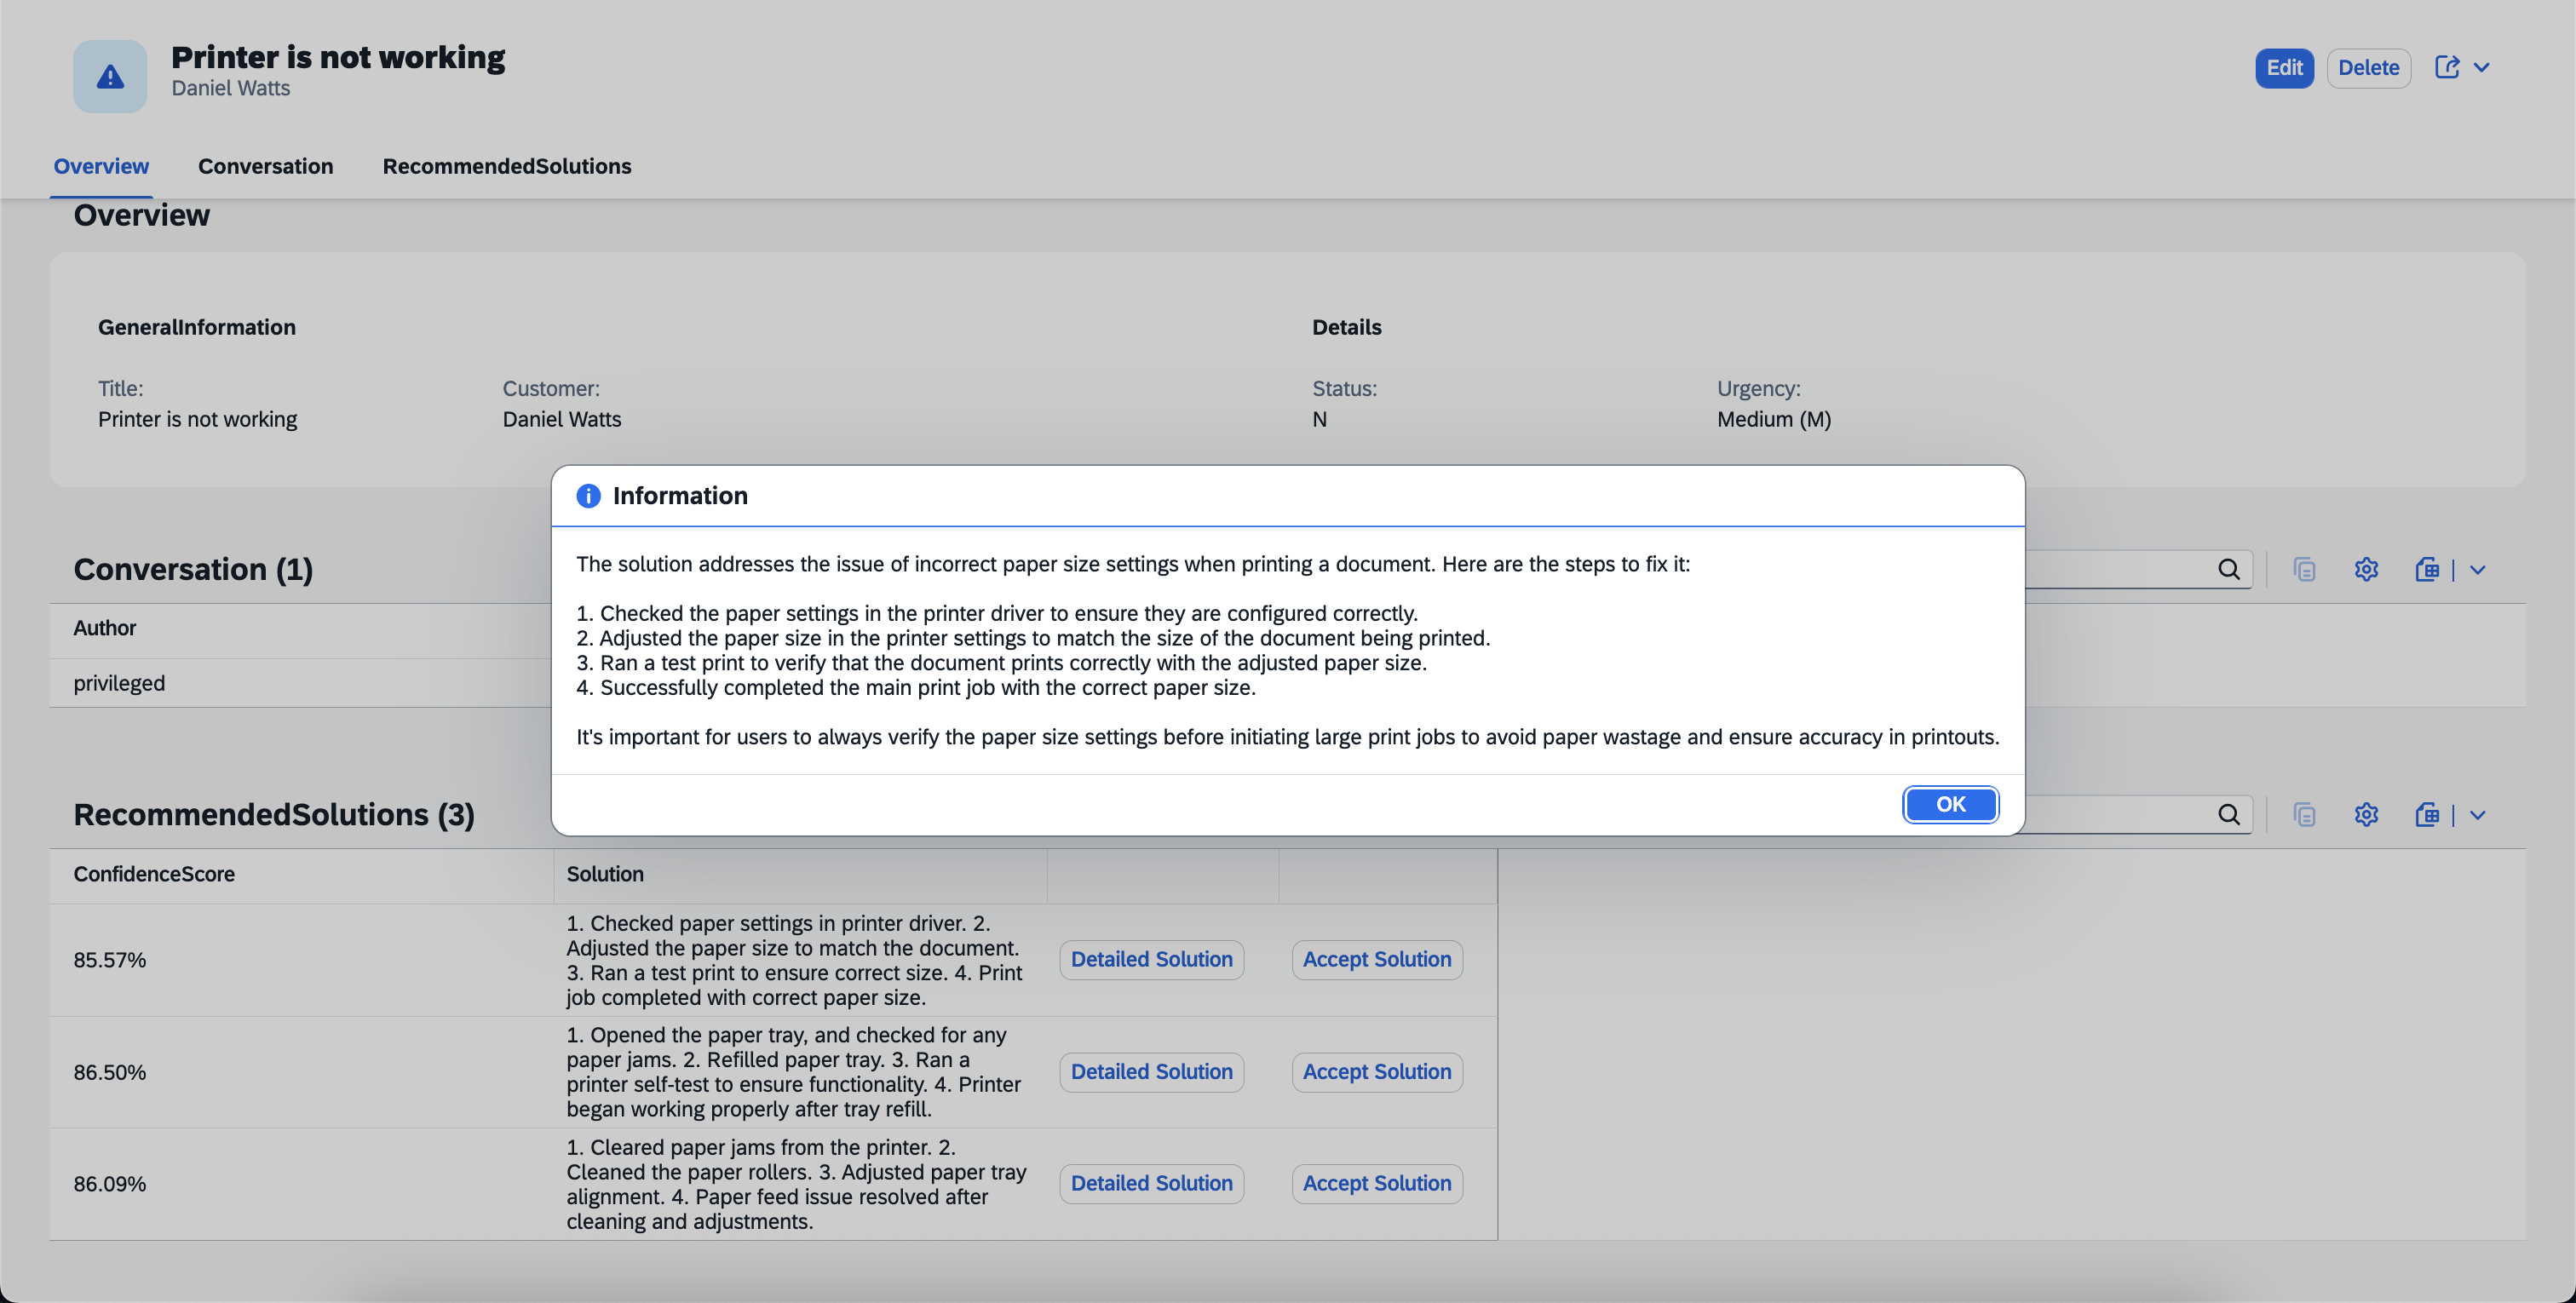 Printer is not working
Daniel Watts
Edit
Delete
Overview
Conversation
RecommendedSolutions
Overview
GeneralInformation
Details
Title:
Customer:
Status:
Urgency:
Printer is not working
Daniel Watts
N
Medium (M)
Information
The solution addresses the issue of incorrect paper size settings when printing a document. Here are the steps to fix it:
1. Checked the paper settings in the printer driver to ensure they are configured correctly.
2. Adjusted the paper size in the printer settings to match the size of the document being printed.
3. Ran a test print to verify that the document prints correctly with the adjusted paper size.
4. Successfully completed the main print job with the correct paper size.
It's important for users to always verify the paper size settings before initiating large print jobs to avoid paper wastage and ensure accuracy in printouts.
OK
Conversation (1)
Author
privileged
RecommendedSolutions (3)
ConfidenceScore
Solution
85.57%
1. Checked paper settings in printer driver. 2.
Adjusted the paper size to match the document.
3. Ran a test print to ensure correct size. 4. Print
job completed with correct paper size.
Detailed Solution
Accept Solution
86.50%
1. Opened the paper tray, and checked for any
paper jams. 2. Refilled paper tray. 3. Ran a
printer self-test to ensure functionality. 4. Printer
began working properly after tray refill.
Detailed Solution
Accept Solution
86.09%
1. Cleared paper jams from the printer. 2.
Cleaned the paper rollers. 3. Adjusted paper tray
alignment. 4. Paper feed issue resolved after
cleaning and adjustments.
Detailed Solution
Accept Solution